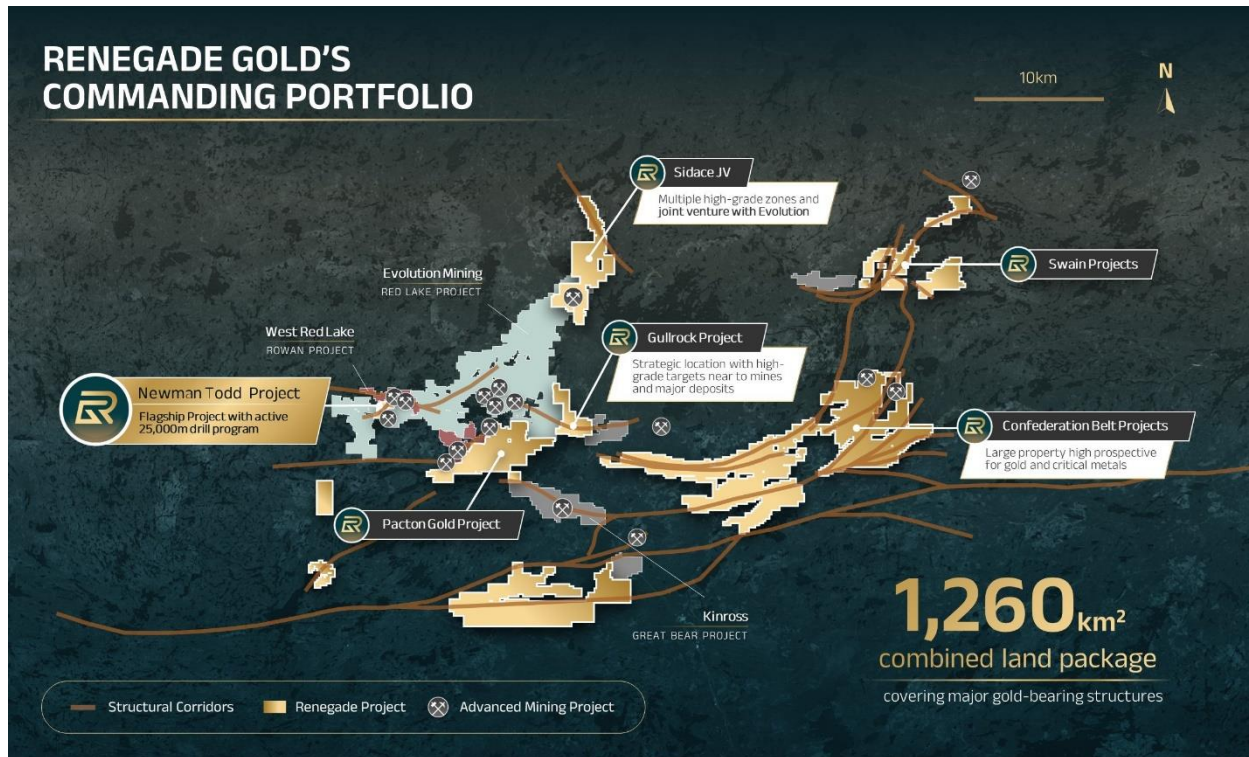 RENEGADE GOLD'S
COMMANDING PORTFOLIO
10km
N
Sidace JV
Multiple high-grade zones and
joint venture with Evolution
Evolution Mining
RED LAKE PROJECT
Swain Projects
West Red Lake
ROWAN PROJECT
Gullrock Project
Strategic location with high-
grade targets near to mines
and major deposits
Newman Todd Project
Flagship Project with active
25,000m drill program
Confederation Belt Projects
Large property high prospective
for gold and critical metals
Pacton Gold Project
Kinross
GREAT BEAR PROJECT
1,260 km²
combined land package
covering major gold-bearing structures
Structural Corridors
Renegade Project
Advanced Mining Project